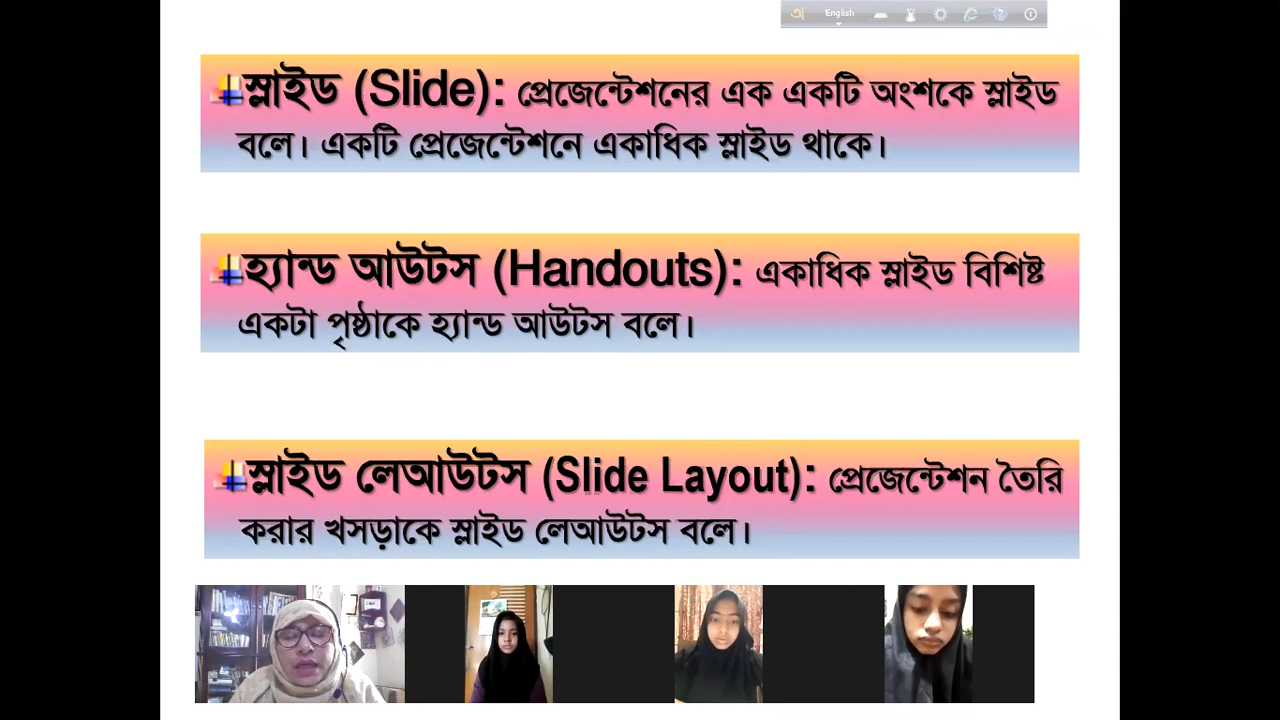 English
স্লাইড (Slide): প্রেজেন্টেশনের এক একটি অংশকে স্লাইড
বলে। একটি প্রেজেন্টেশনে একাধিক স্লাইড থাকে।
হ্যান্ড আউটস (Handouts): একাধিক স্লাইড বিশিষ্ট
একটা পৃষ্ঠাকে হ্যান্ড আউটস বলে।
স্লাইড লেআউটস (Slide Layout): প্রেজেন্টেশন তৈরি
করার খসড়াকে স্লাইড লেআউটস বলে।